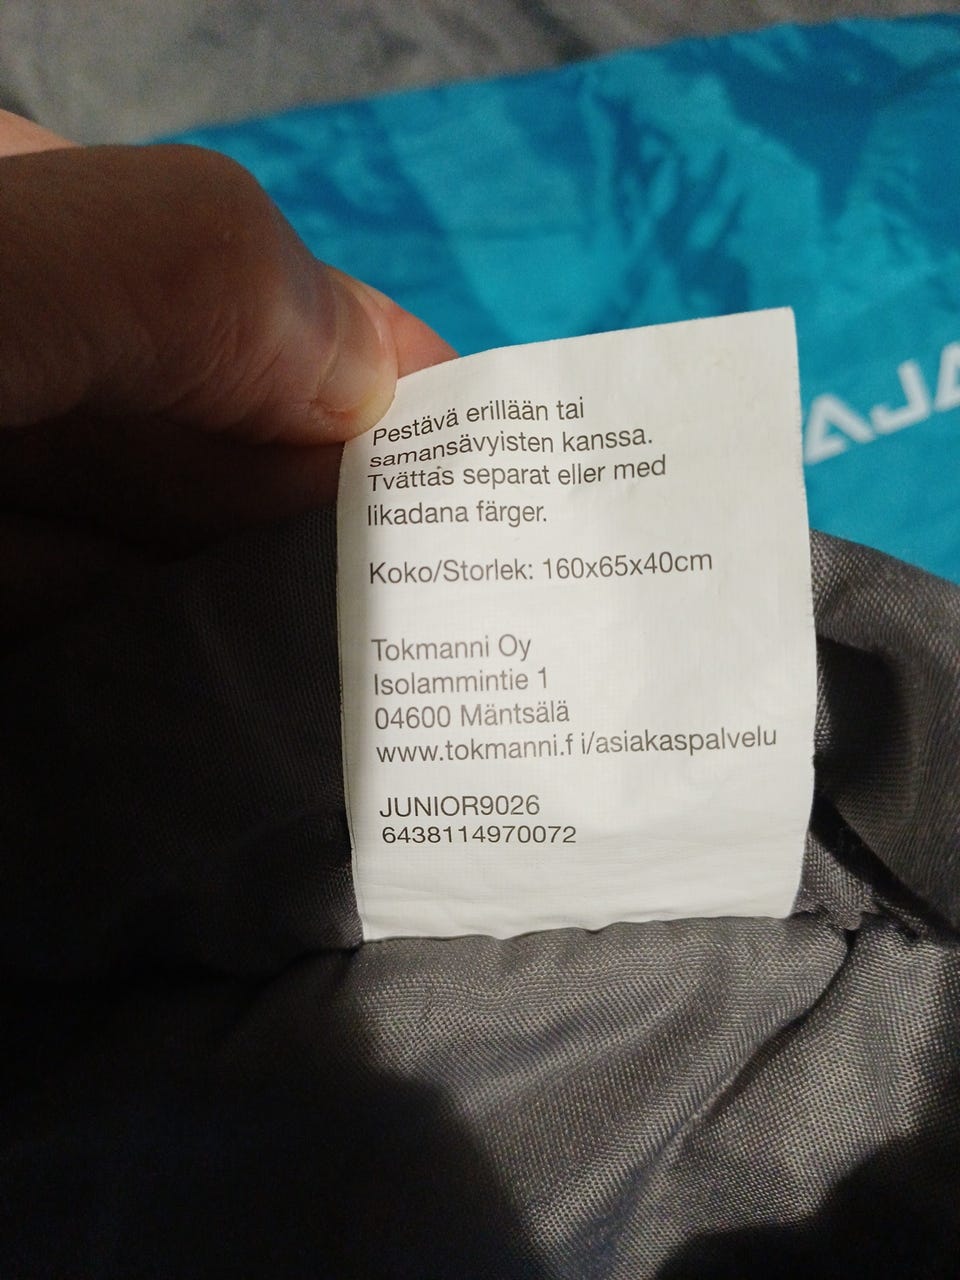 Pestävä erillään tai
samansävyisten kanssa.
Tvättas separat eller med
likadana färger.
Koko/Storlek: 160x65x40cm
Tokmanni Oy
Isolammintie 1
04600 Mäntsälä
www.tokmanni.f i/asiakaspalvelu
JUNIOR9026
6438114970072